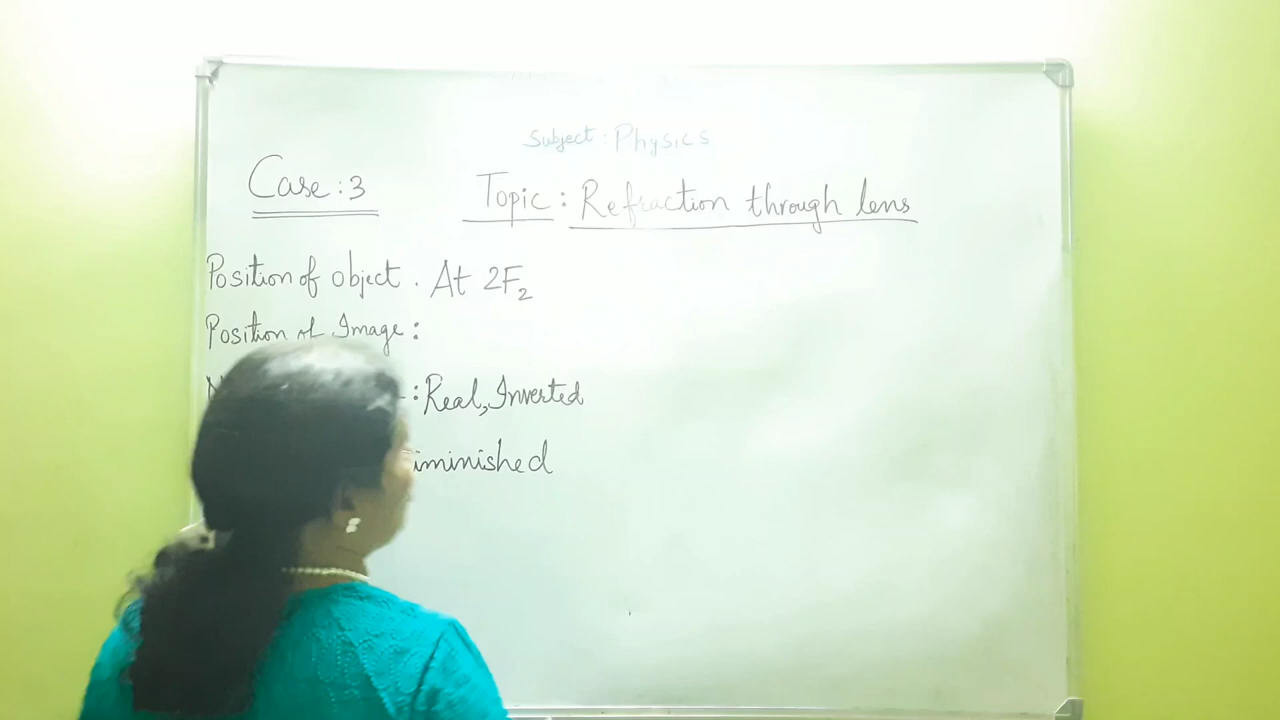 Subject: Physics
Case: 3
Topic: Refraction through lens
Position of object. At 2F2
Position of Image:
: Real, Inverted
iminished